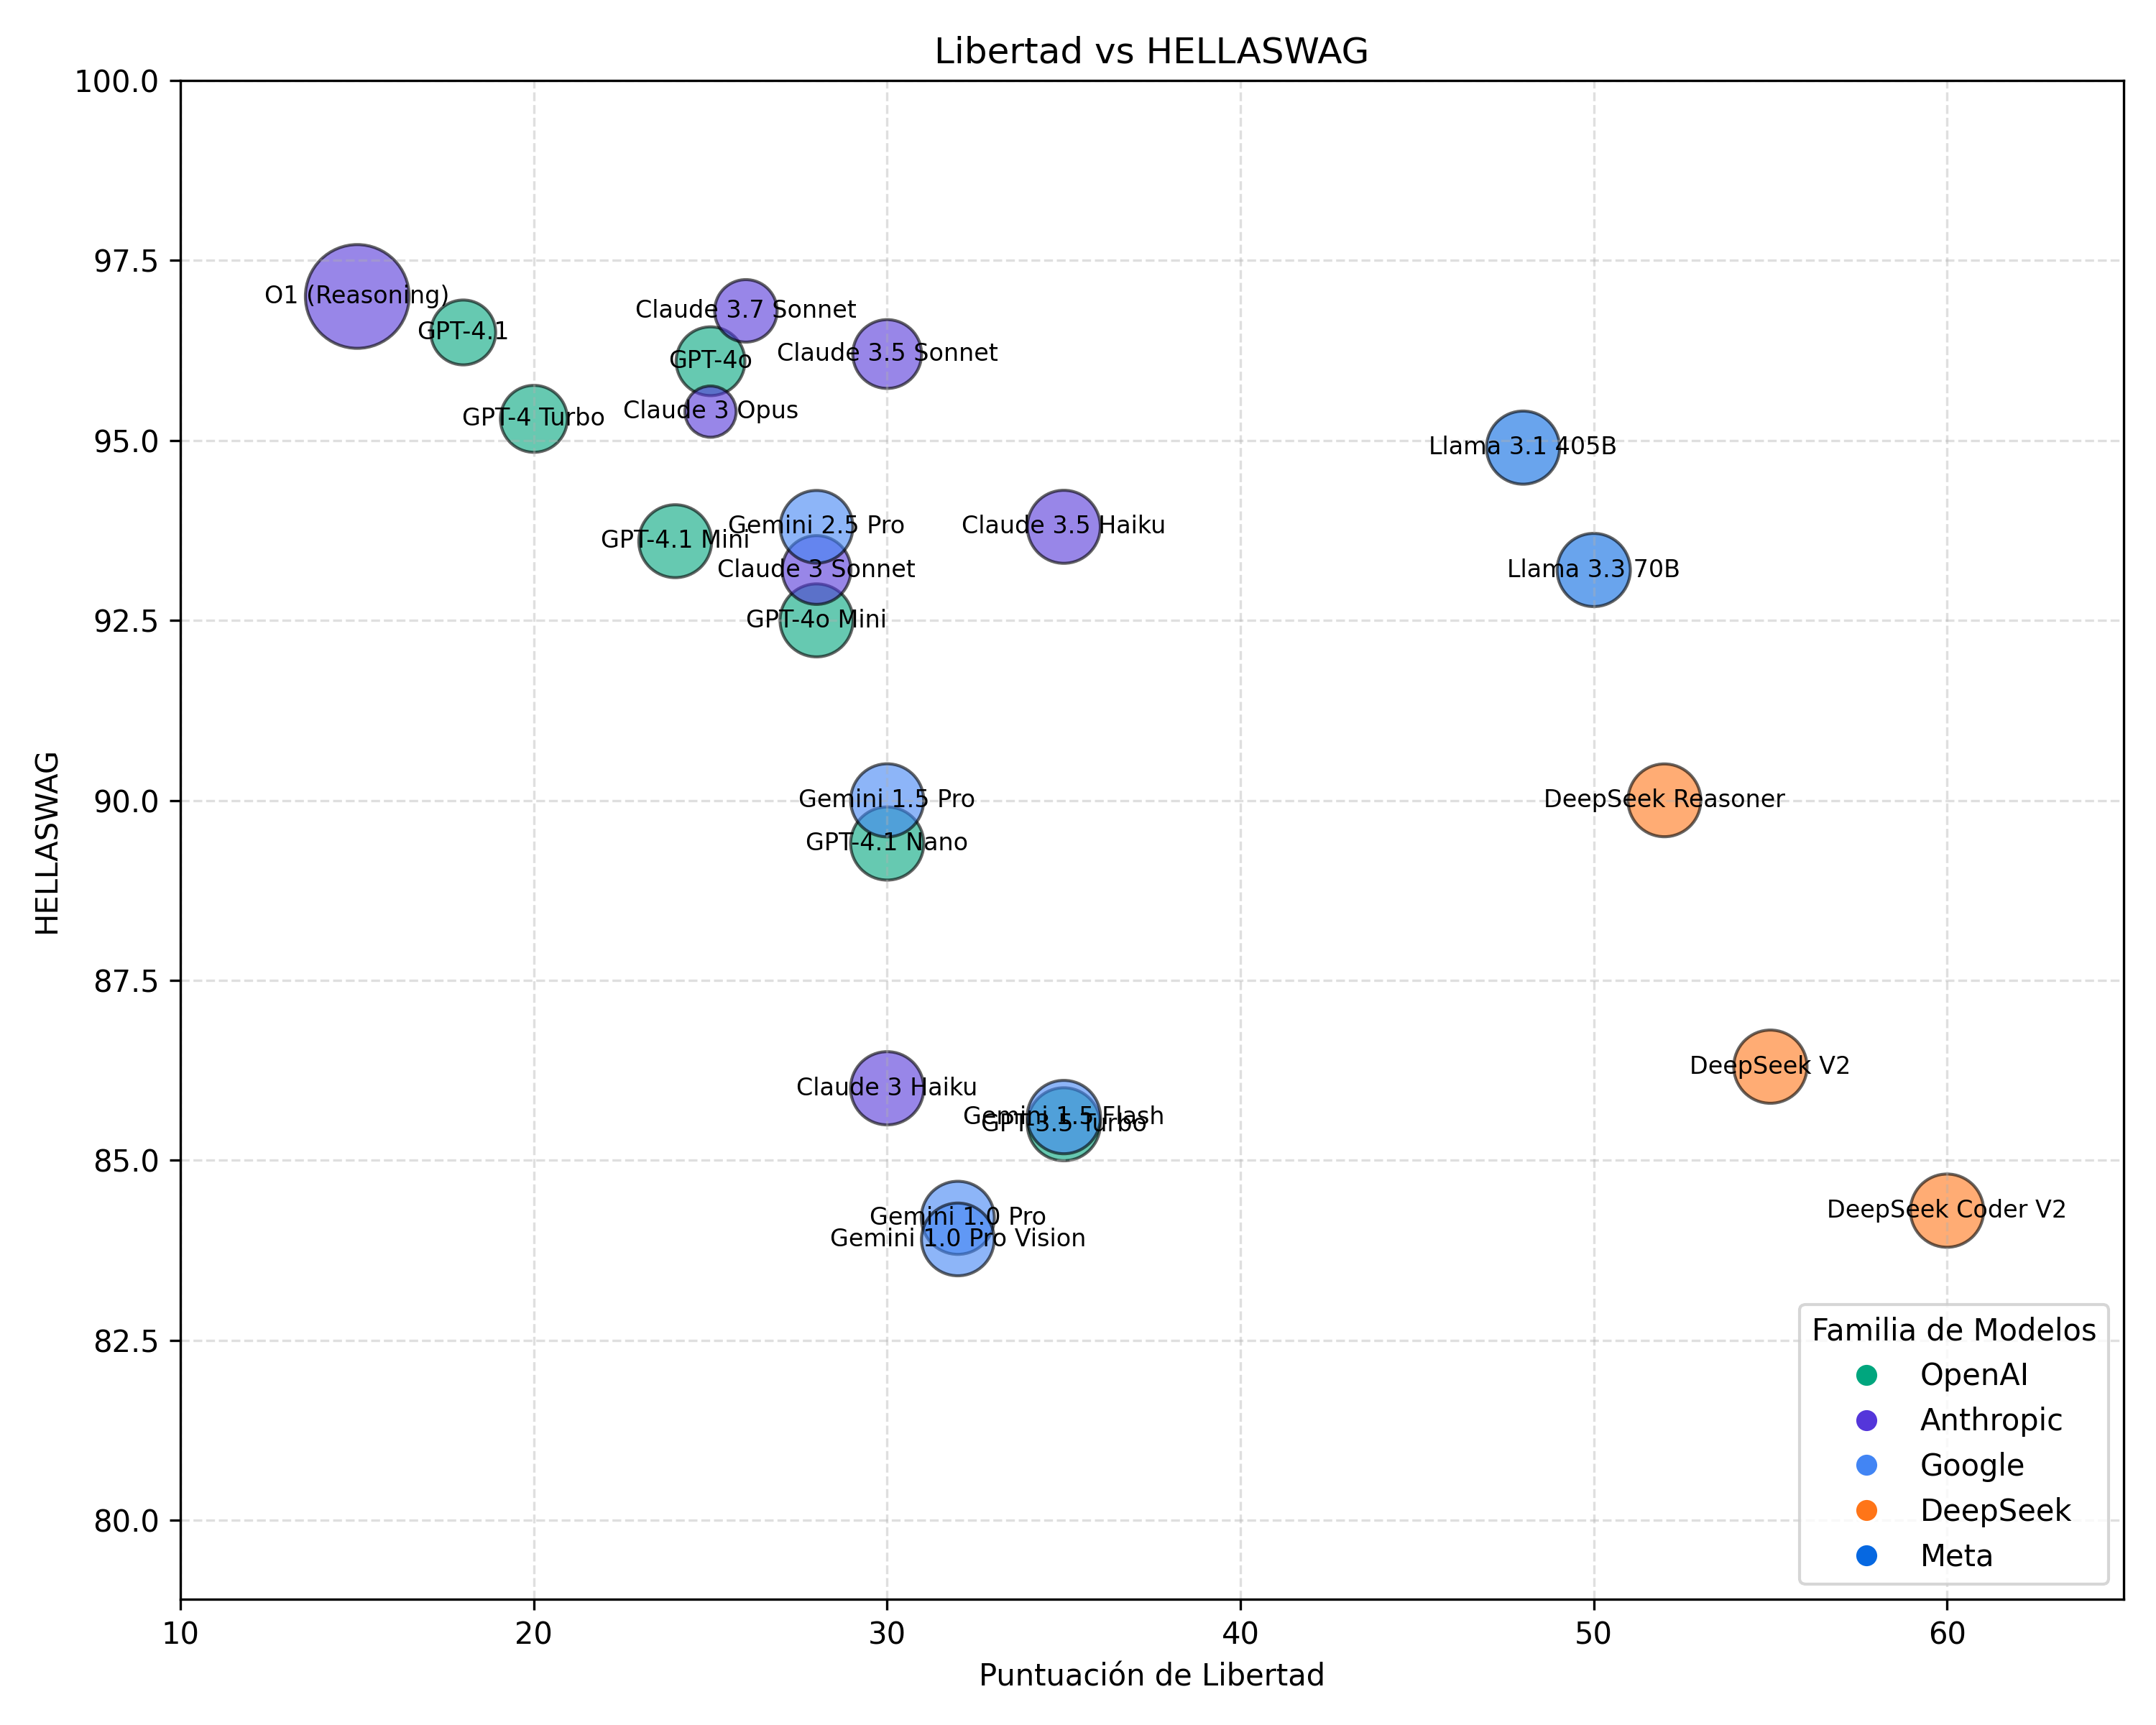 Libertad vs HELLASWAG
100.0
97.5
95.0
92.5
90.0
87.5
85.0
82.5
80.0
HELLASWAG
O1 (Reasoning)
Claude 3.7 Sonnet
GPT-4.1
GPT-4o
Claude 3.5 Sonnet
Claude 3 Opus
GPT-4 Turbo
Llama 3.1 405B
Gemini 2.5 Pro
Claude 3.5 Haiku
GPT-4.1 Mini
Claude 3 Sonnet
Llama 3.3 70B
GPT-4o Mini
Gemini 1.5 Pro
DeepSeek Reasoner
GPT-4.1 Nano
DeepSeek V2
Claude 3 Haiku
Gemini 1.5 Flash
GPT-3.5 Turbo
Gemini 1.0 Pro
DeepSeek Coder V2
Gemini 1.0 Pro Vision
Familia de Modelos
OpenAI
Anthropic
Google
DeepSeek
Meta
10
20
30
40
50
60
Puntuación de Libertad